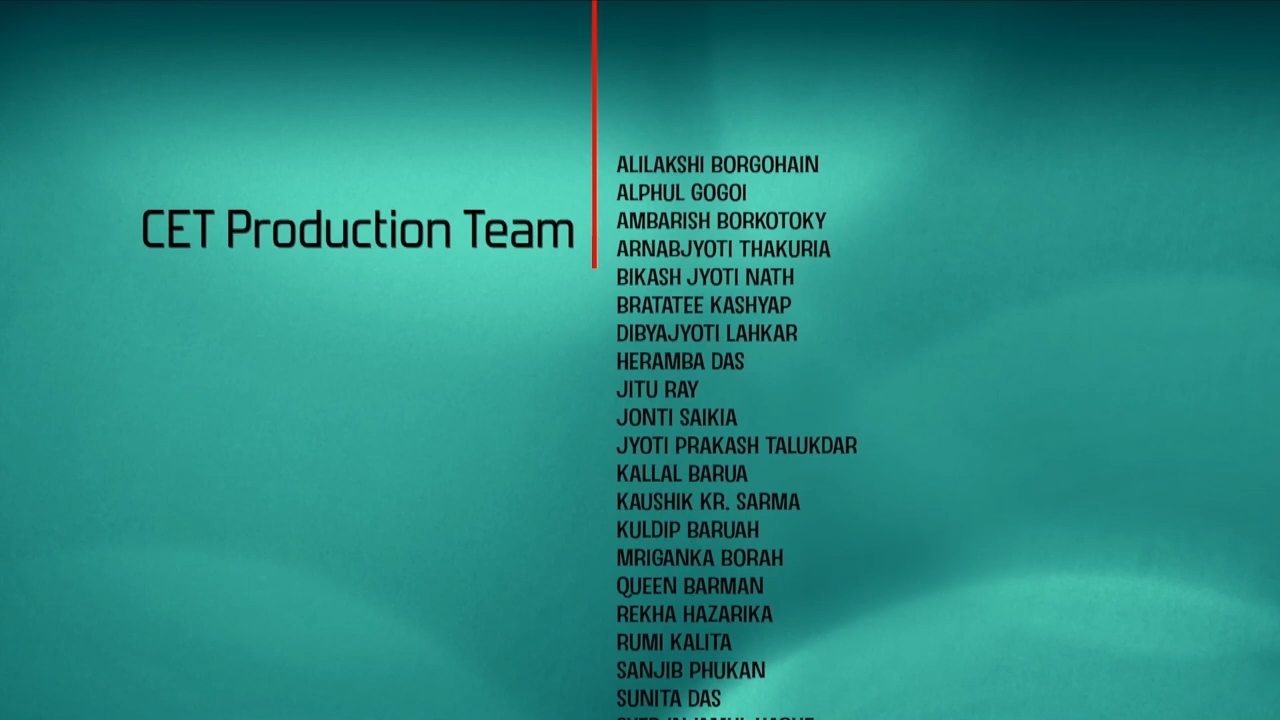 CET Production Team
ALILAKSHI BORGOHAIN
ALPHUL GOGOI
AMBARISH BORKOTOKY
ARNABJYOTI THAKURIA
BIKASH JYOTI NATH
BRATATEE KASHYAP
DIBYAJYOTI LAHKAR
HERAMBA DAS
JITU RAY
JONTI SAIKIA
JYOTI PRAKASH TALUKDAR
KALLAL BARUA
KAUSHIK KR. SARMA
KULDIP BARUAH
MRIGANKA BORAH
QUEEN BARMAN
REKHA HAZARIKA
RUMI KALITA
SANJIB PHUKAN
SUNITA DAS